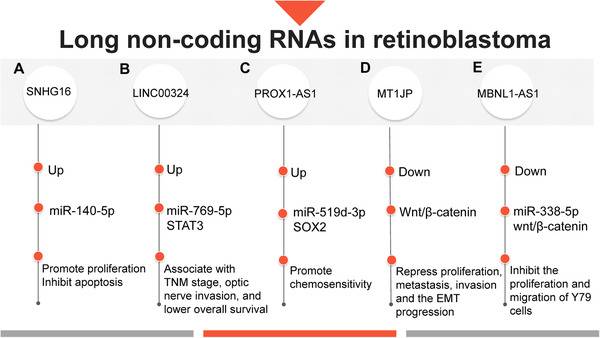 Long non-coding RNAs in retinoblastoma
A
SNHG16
Up
miR-140-5p
Promote proliferation
Inhibit apoptosis
B
LINC00324
Up
miR-769-5p
STAT3
Associate with
TNM stage, optic
nerve invasion, and
lower overall survival
C
PROX1-AS1
Up
miR-519d-3p
SOX2
Promote
chemosensitivity
D
MT1JP
Down
Wnt/β-catenin
Repress proliferation,
metastasis, invasion
and the EMT
progression
E
MBNL1-AS1
Down
miR-338-5p
wnt/β-catenin
Inhibit the
proliferation and
migration of Y79
cells